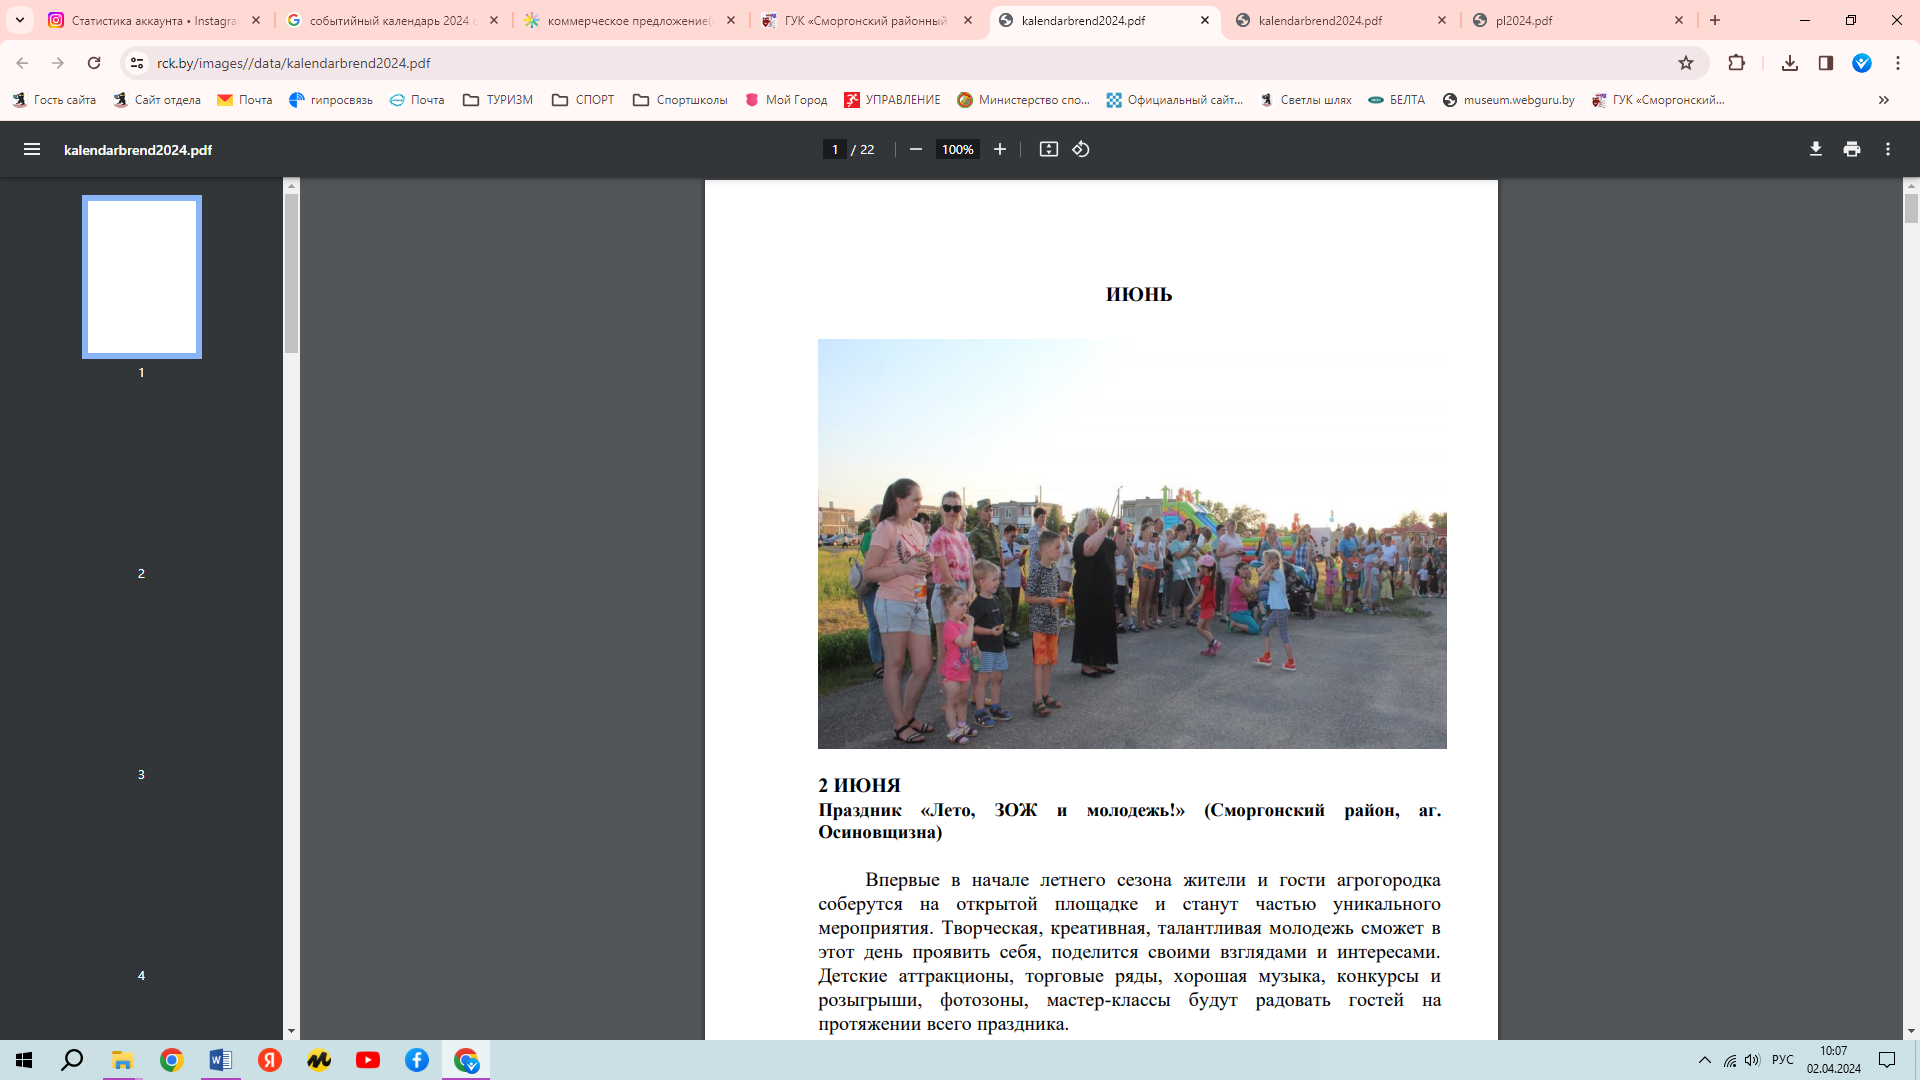 Статистика аккаунта • Instagra
событийный календарь 2024 с
коммерческое предложение(
ГУК «Сморгонский районный
kalendarbrend2024.pdf
kalendarbrend2024.pdf
pl2024.pdf
rck.by/images//data/kalendarbrend2024.pdf
Гость сайта
Сайт отдела
Почта
гипросвязь
Почта
ТУРИЗМ
СПОРТ
Спортшколы
Мой Город
УПРАВЛЕНИЕ
Министерство спо...
Официальный сайт...
Светлы шлях
БЕЛТА
museum.webguru.by
ГУК «Сморгонский...
kalendarbrend2024.pdf
1 / 22
100%
1
2
3
4
ИЮНЬ
2 ИЮНЯ
Праздник «Лето, ЗОЖ и молодежь!» (Сморгонский район, аг.
Осиновщизна)
Впервые в начале летнего сезона жители и гости агрогородка
соберутся на открытой площадке и станут частью уникального
мероприятия. Творческая, креативная, талантливая молодежь сможет в
этот день проявить себя, поделится своими взглядами и интересами.
Детские аттракционы, торговые ряды, хорошая музыка, конкурсы и
розыгрыши, фотозоны, мастер-классы будут радовать гостей на
протяжении всего праздника.
РУС
10:07
02.04.2024